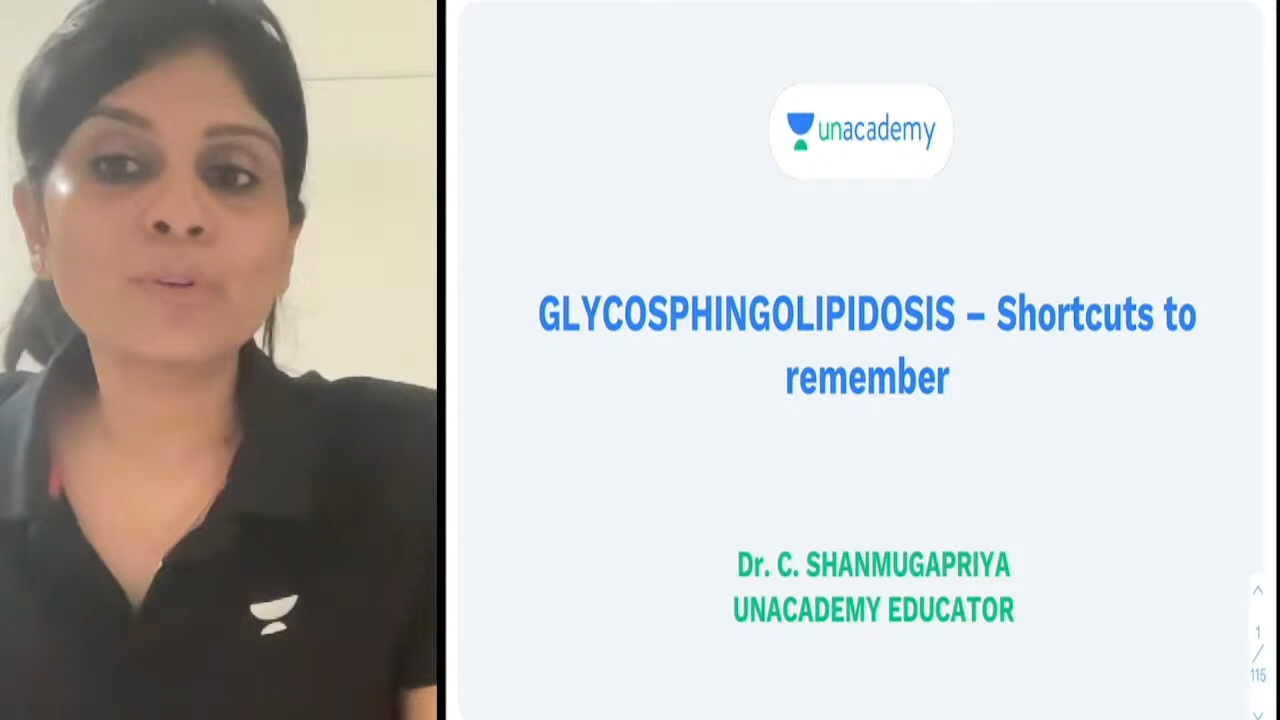 unacademy
GLYCOSPHINGOLIPIDOSIS – Shortcuts to
remember
Dr. C. SHANMUGAPRIYA
UNACADEMY EDUCATOR
1
/
115